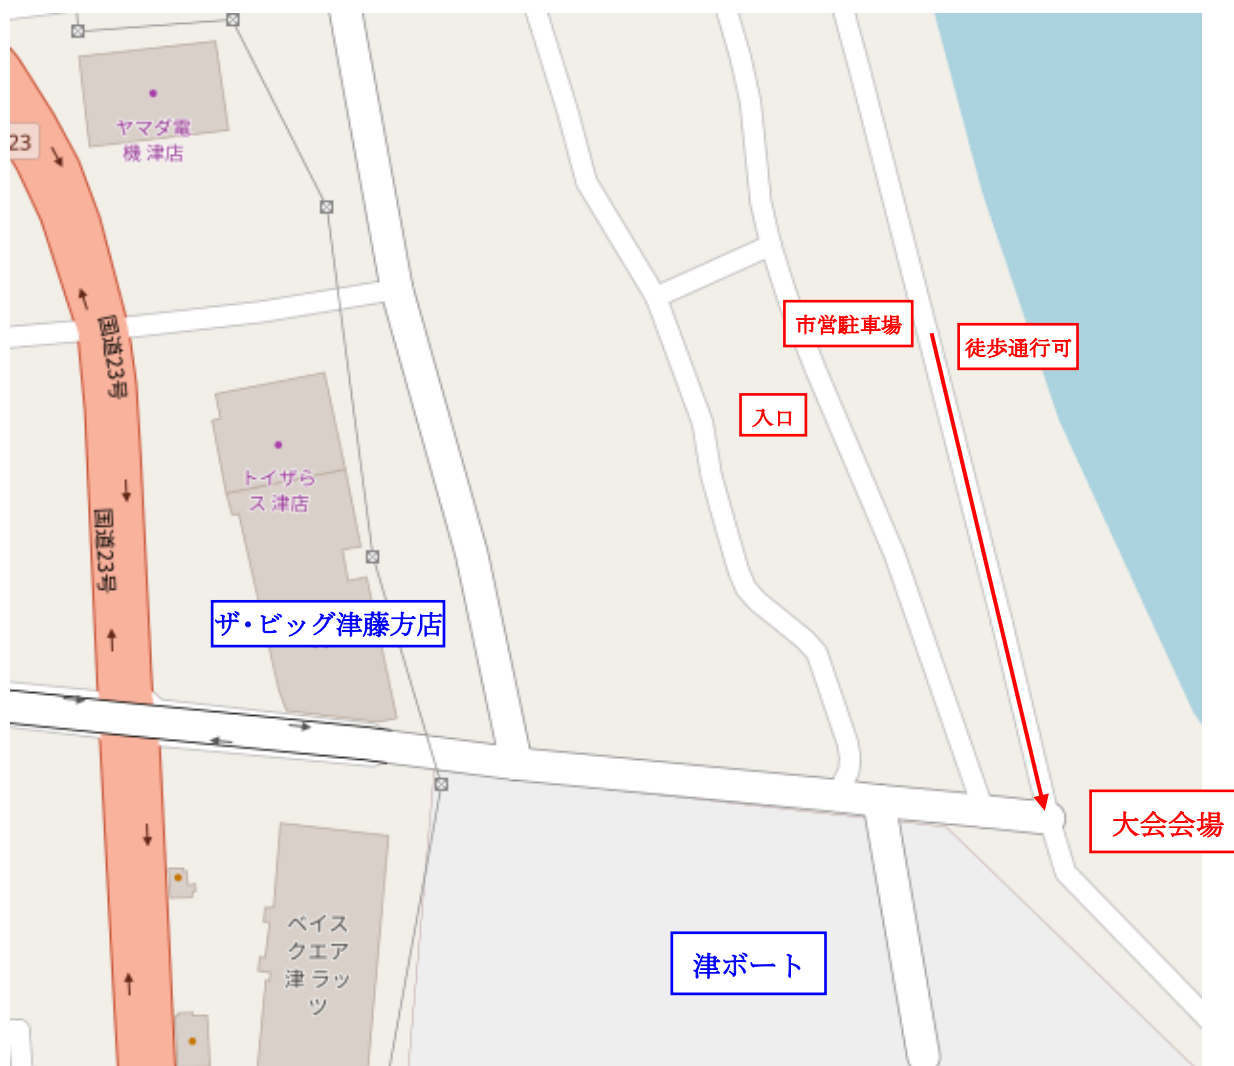 ヤマダ電
機 津店
23
国道23号
市営駐車場
徒歩通行可
入口
トイザら
ス 津店
国道23号
ザ・ビッグ津藤方店
大会会場
ベイス
クエア
津 ラッ
ツ
津ボート